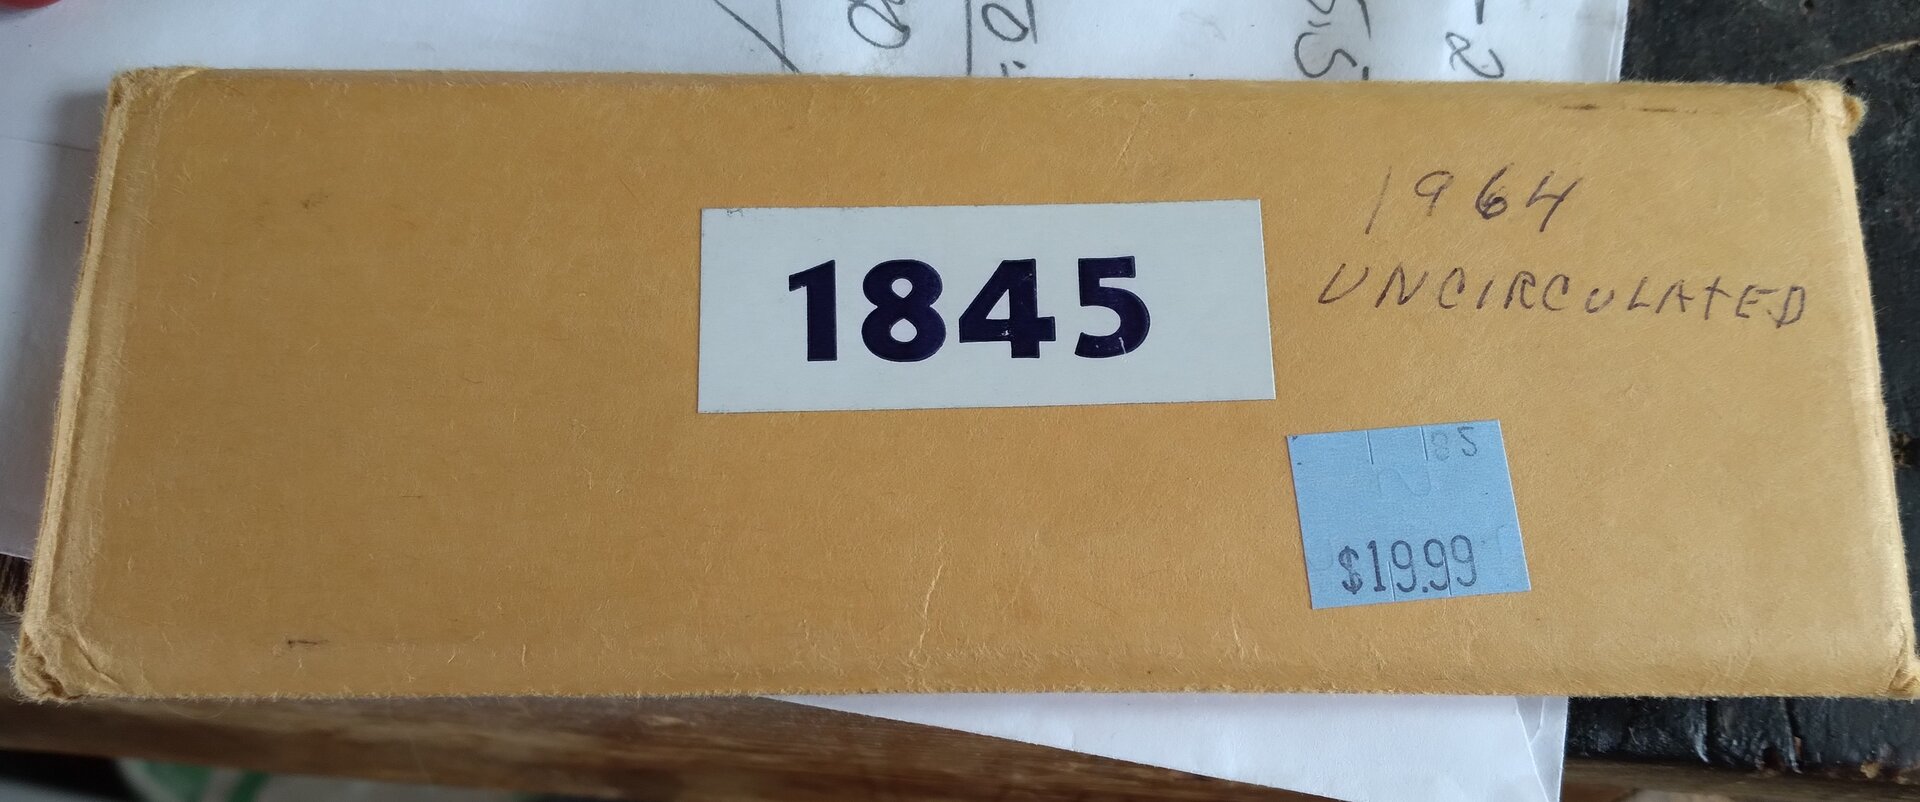 1964
UNCIRCULATED
1845
$19.99